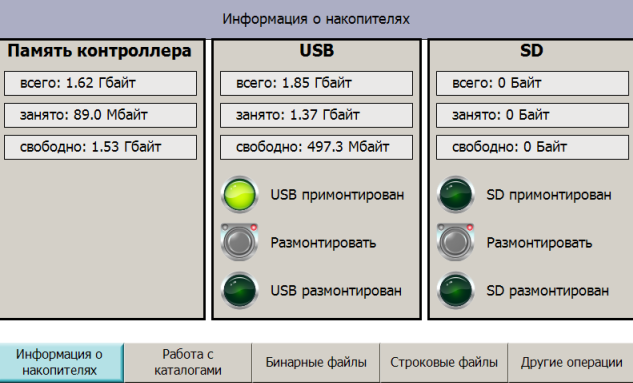 Информация о накопителях
Память контроллера
всего: 1.62 Гбайт
занято: 89.0 Мбайт
свободно: 1.53 Гбайт
USB
всего: 1.85 Гбайт
занято: 1.37 Гбайт
свободно: 497.3 Мбайт
USB примонтирован
Размонтировать
USB размонтирован
SD
всего: 0 Байт
занято: 0 Байт
свободно: 0 Байт
SD примонтирован
Размонтировать
SD размонтирован
Информация о
накопителях
Работа с
каталогами
Бинарные файлы
Строковые файлы
Другие операции